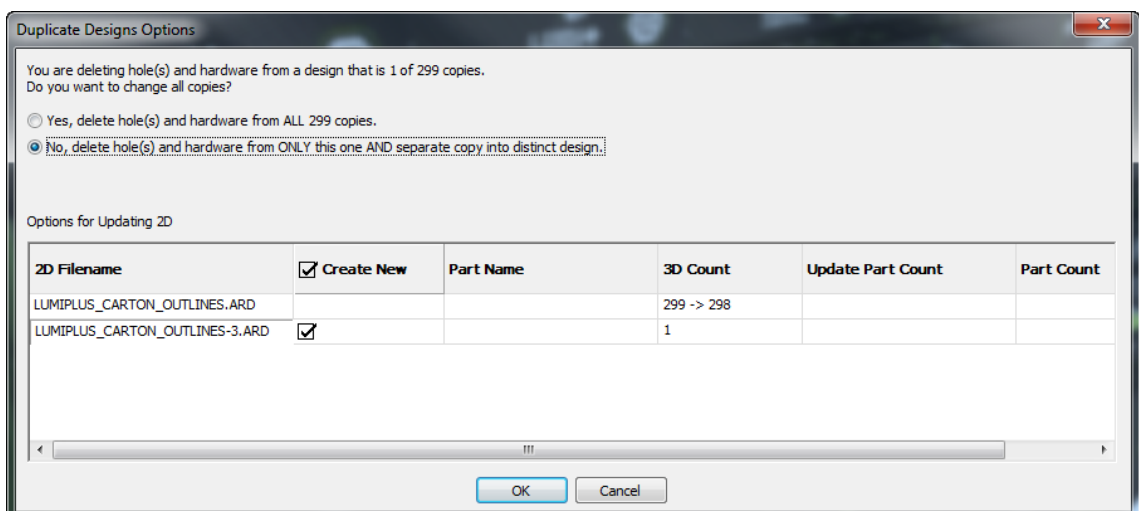 Duplicate Designs Options
You are deleting hole(s) and hardware from a design that is 1 of 299 copies.
Do you want to change all copies?
Yes, delete hole(s) and hardware from ALL 299 copies.
No, delete hole(s) and hardware from ONLY this one AND separate copy into distinct design.
Options for Updating 2D
2D Filename Create New Part Name 3D Count Update Part Count Part Count
LUMIPLUS_CARTON_OUTLINES.ARD 299 -> 298
LUMIPLUS_CARTON_OUTLINES-3.ARD 1
OK Cancel